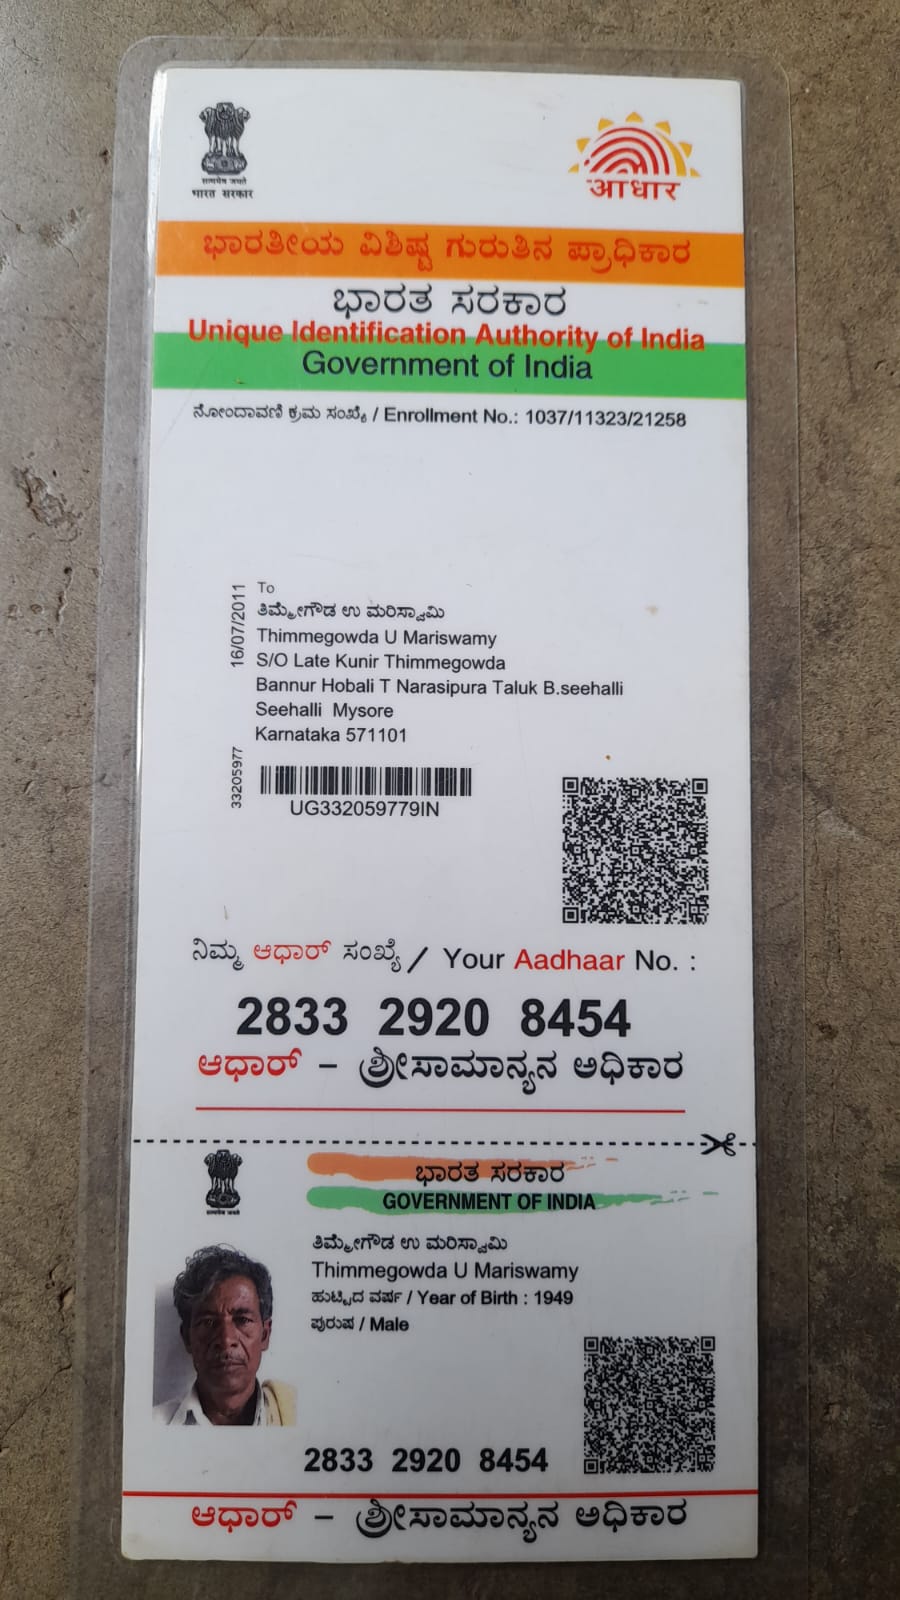 सत्यमेव जयते
भारत सरकार
आधार
ಭಾರತೀಯ ವಿಶಿಷ್ಟ ಗುರುತಿನ ಪ್ರಾಧಿಕಾರ
ಭಾರತ ಸರಕಾರ
Unique Identification Authority of India
Government of India
ನೋಂದಾವಣಿ ಕ್ರಮ ಸಂಖ್ಯೆ / Enrollment No.: 1037/11323/21258
16/07/2011
To
ತಿಮ್ಮೇಗೌಡ ಉ ಮರಿಸ್ವಾಮಿ
Thimmegowda U Mariswamy
S/O Late Kunir Thimmegowda
Bannur Hobali T Narasipura Taluk B.seehalli
Seehalli Mysore
Karnataka 571101
33205977
UG332059779IN
ನಿಮ್ಮ ಆಧಾರ್ ಸಂಖ್ಯೆ / Your Aadhaar No. :
2833 2920 8454
ಆಧಾರ್ – ಶ್ರೀಸಾಮಾನ್ಯನ ಅಧಿಕಾರ
सत्यमेव जयते
ಭಾರತ ಸರಕಾರ
GOVERNMENT OF INDIA
ತಿಮ್ಮೇಗೌಡ ಉ ಮರಿಸ್ವಾಮಿ
Thimmegowda U Mariswamy
ಹುಟ್ಟಿದ ವರ್ಷ / Year of Birth : 1949
ಪುರುಷ / Male
2833 2920 8454
ಆಧಾರ್ – ಶ್ರೀಸಾಮಾನ್ಯನ ಅಧಿಕಾರ